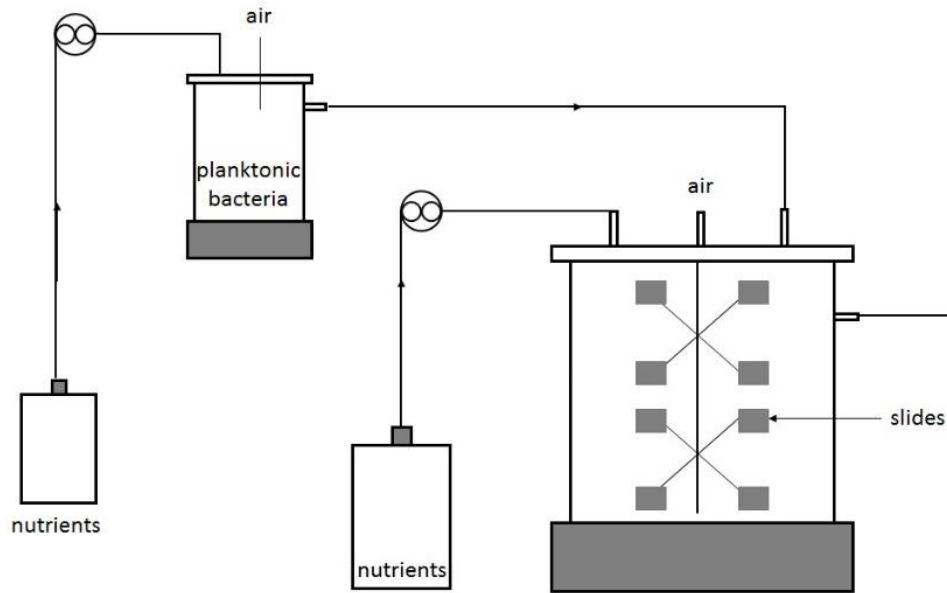 air
planktonic
bacteria
air
slides
nutrients
nutrients